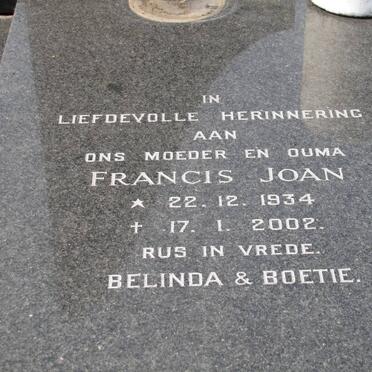 IN
LIEFDEVOLLE HERINNERING
AAN
ONS MOEDER EN OUMA
FRANCIS JOAN
★ 22. 12. 1934
† 17. 1. 2002.
RUS IN VREDE.
BELINDA & BOETIE.